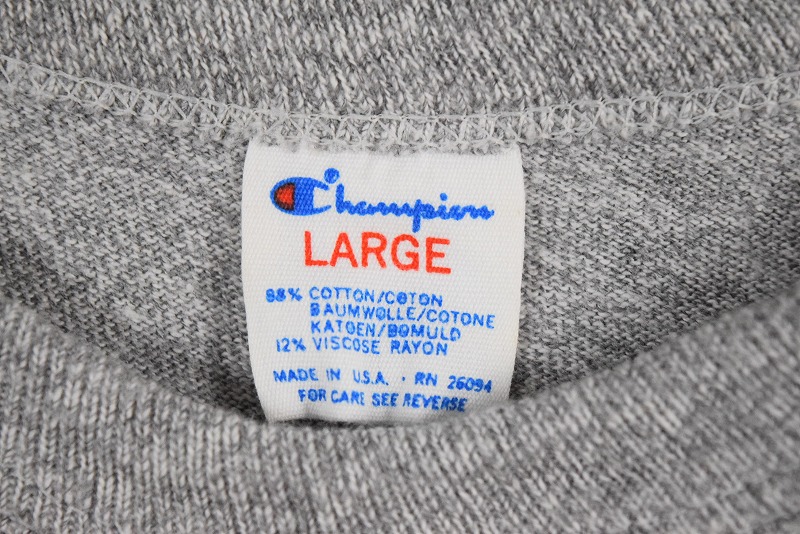 Champion
LARGE
88% COTTON/COTON
BAUMWOLLE/COTONE
KATOEN/BOMULD
12% VISCOSE RAYON
MADE IN U.S.A. · RN 26094
FOR CARE SEE REVERSE